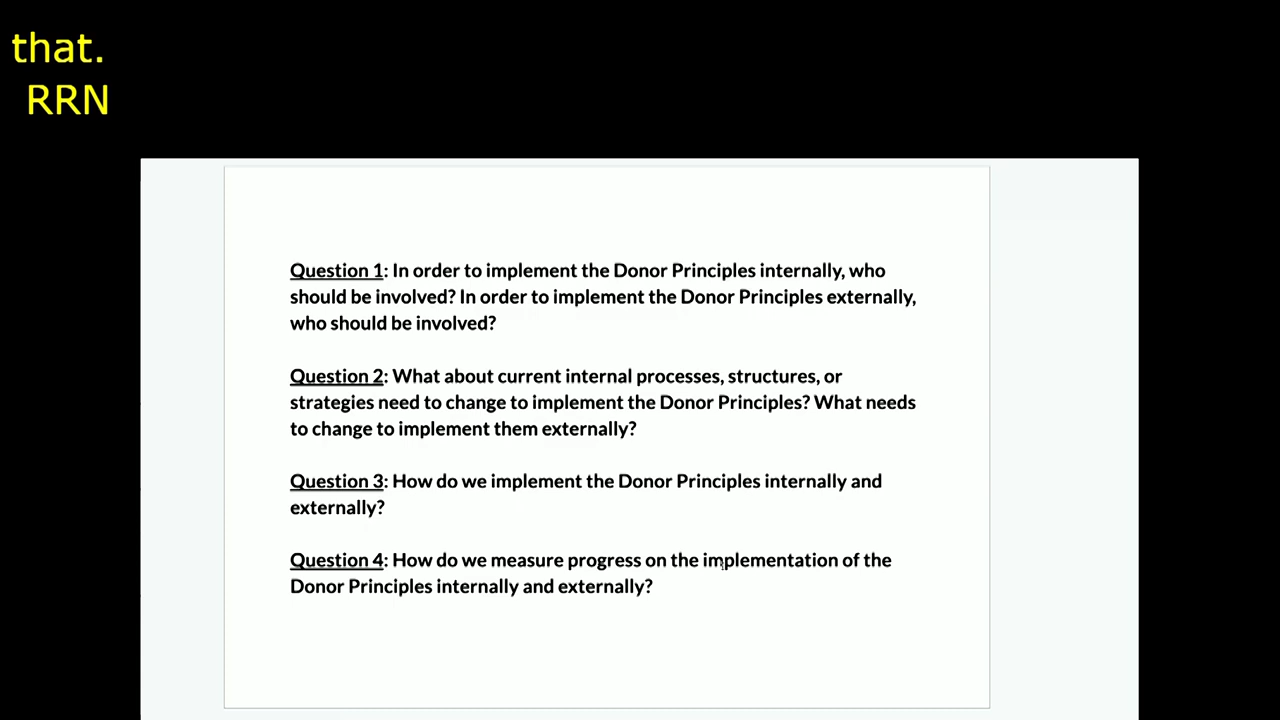 that.
RRN
Question 1: In order to implement the Donor Principles internally, who
should be involved? In order to implement the Donor Principles externally,
who should be involved?
Question 2: What about current internal processes, structures, or
strategies need to change to implement the Donor Principles? What needs
to change to implement them externally?
Question 3: How do we implement the Donor Principles internally and
externally?
Question 4: How do we measure progress on the implementation of the
Donor Principles internally and externally?